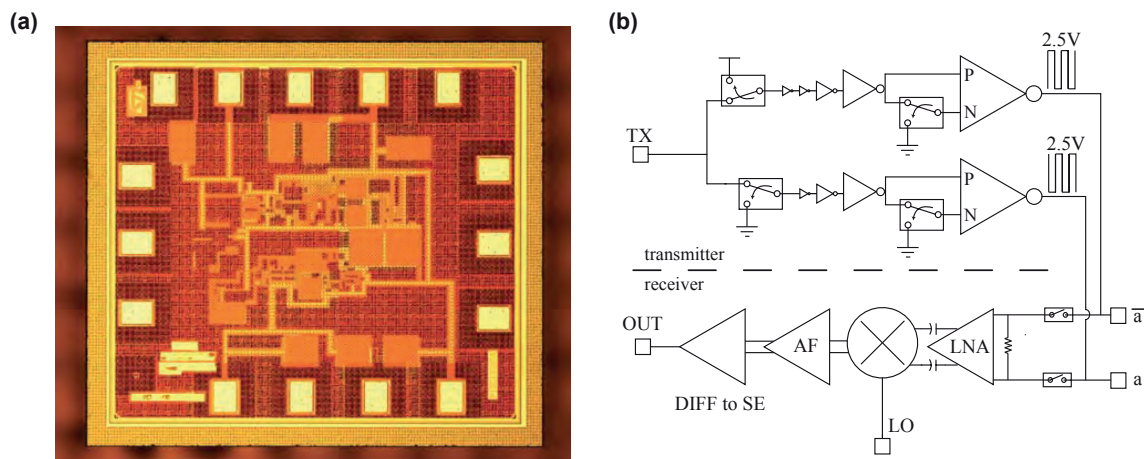 (a)
(b)
2.5V
P
N
TX
2.5V
P
N
transmitter
receiver
OUT
AF
LNA
a
a
DIFF to SE
LO